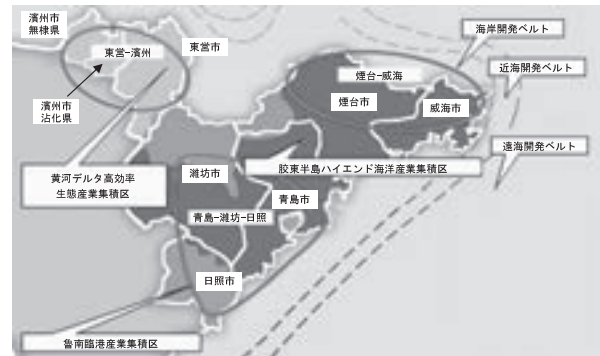 濱州市
無棣県
東営−濱州
東営市
海岸開発ベルト
近海開発ベルト
煙台−威海
煙台市
威海市
濱州市
沾化県
遠海開発ベルト
黄河デルタ高効率
生態産業集積区
濰坊市
胶東半島ハイエンド海洋産業集積区
青島市
青島−濰坊−日照
日照市
魯南臨港産業集積区